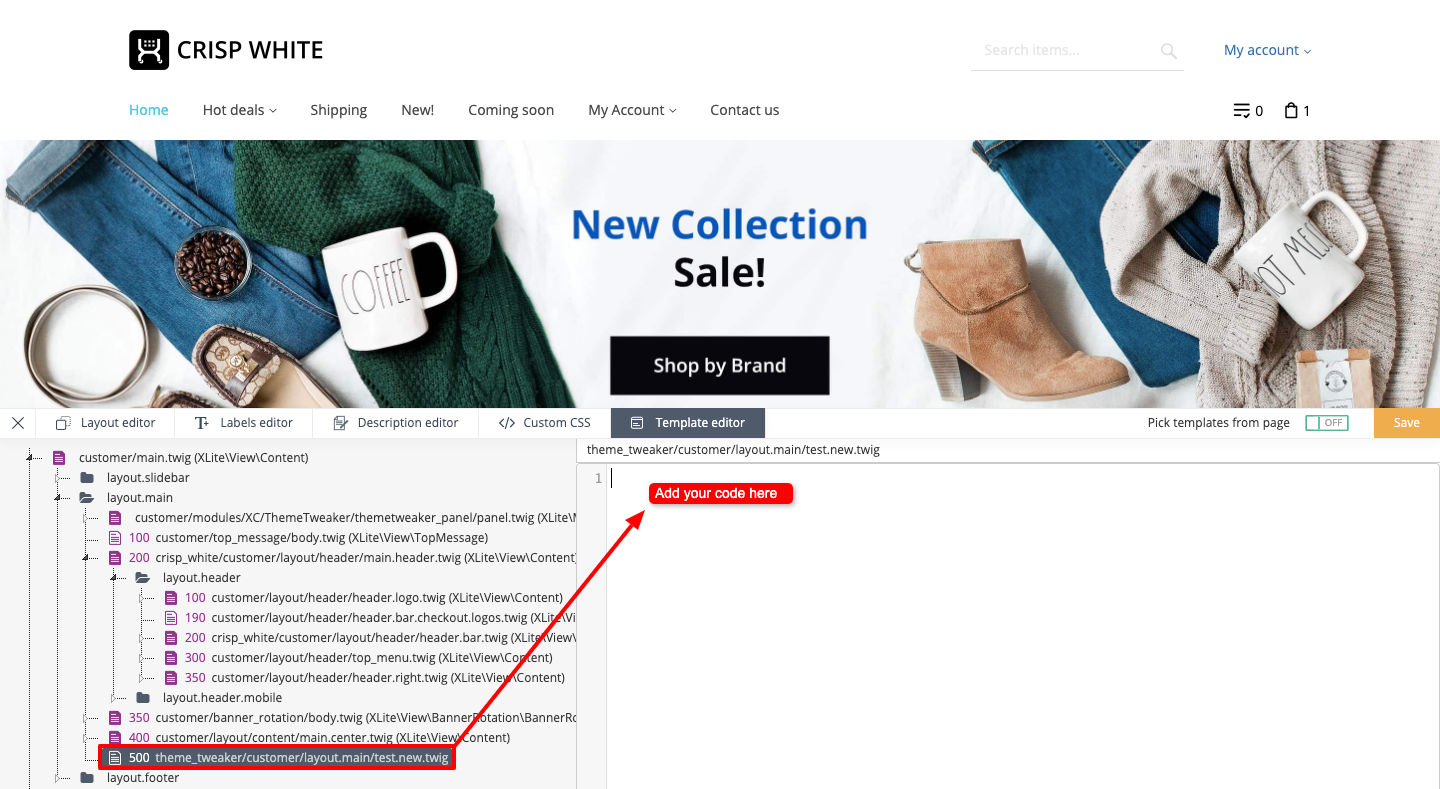 CRISP WHITE
Search items...
My account
Home Hot deals Shipping New! Coming soon My Account Contact us
0 1
New Collection
Sale!
Shop by Brand
COFFEE
HOT MESS
Layout editor Labels editor Description editor Custom CSS Template editor Pick templates from page OFF Save
theme_tweaker/customer/layout.main/test.new.twig
1
Add your code here
customer/main.twig (XLite\View\Content)
layout.slidebar
layout.main
customer/modules/XC/ThemeTweaker/themetweaker_panel/panel.twig (XLite\M
100 customer/top_message/body.twig (XLite\View\TopMessage)
200 crisp_white/customer/layout/header/main.header.twig (XLite\View\Content)
layout.header
100 customer/layout/header/header.logo.twig (XLite\View\Content)
190 customer/layout/header/header.bar.checkout.logos.twig (XLite\Vi
200 crisp_white/customer/layout/header/header.bar.twig (XLite\View\
300 customer/layout/header/top_menu.twig (XLite\View\Content)
350 customer/layout/header/header.right.twig (XLite\View\Content)
layout.header.mobile
350 customer/banner_rotation/body.twig (XLite\View\BannerRotation\BannerRo
400 customer/layout/content/main.center.twig (XLite\View\Content)
500 theme_tweaker/customer/layout.main/test.new.twig
layout.footer